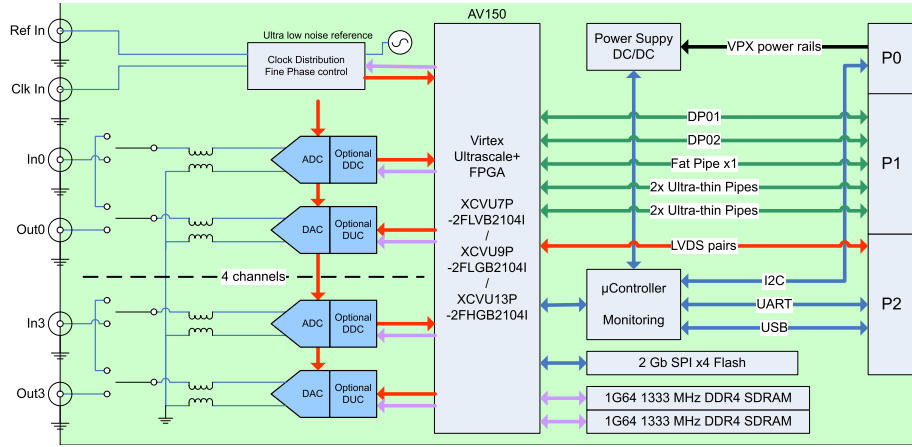 AV150
Ref In
Ultra low noise reference
Clock Distribution
Fine Phase control
Clk In
Power Suppy
DC/DC
VPX power rails
P0
DP01
DP02
Fat Pipe x1
2x Ultra-thin Pipes
2x Ultra-thin Pipes
P1
LVDS pairs
Virtex
Ultrascale+
FPGA
XCVU7P
-2FLVB2104I
/
XCVU9P
-2FLGB2104I
/
XCVU13P
-2FHGB2104I
In0
ADC
Optional
DDC
Out0
DAC
Optional
DUC
4 channels
In3
ADC
Optional
DDC
Out3
DAC
Optional
DUC
µController
Monitoring
I2C
UART
USB
P2
2 Gb SPI x4 Flash
1G64 1333 MHz DDR4 SDRAM
1G64 1333 MHz DDR4 SDRAM